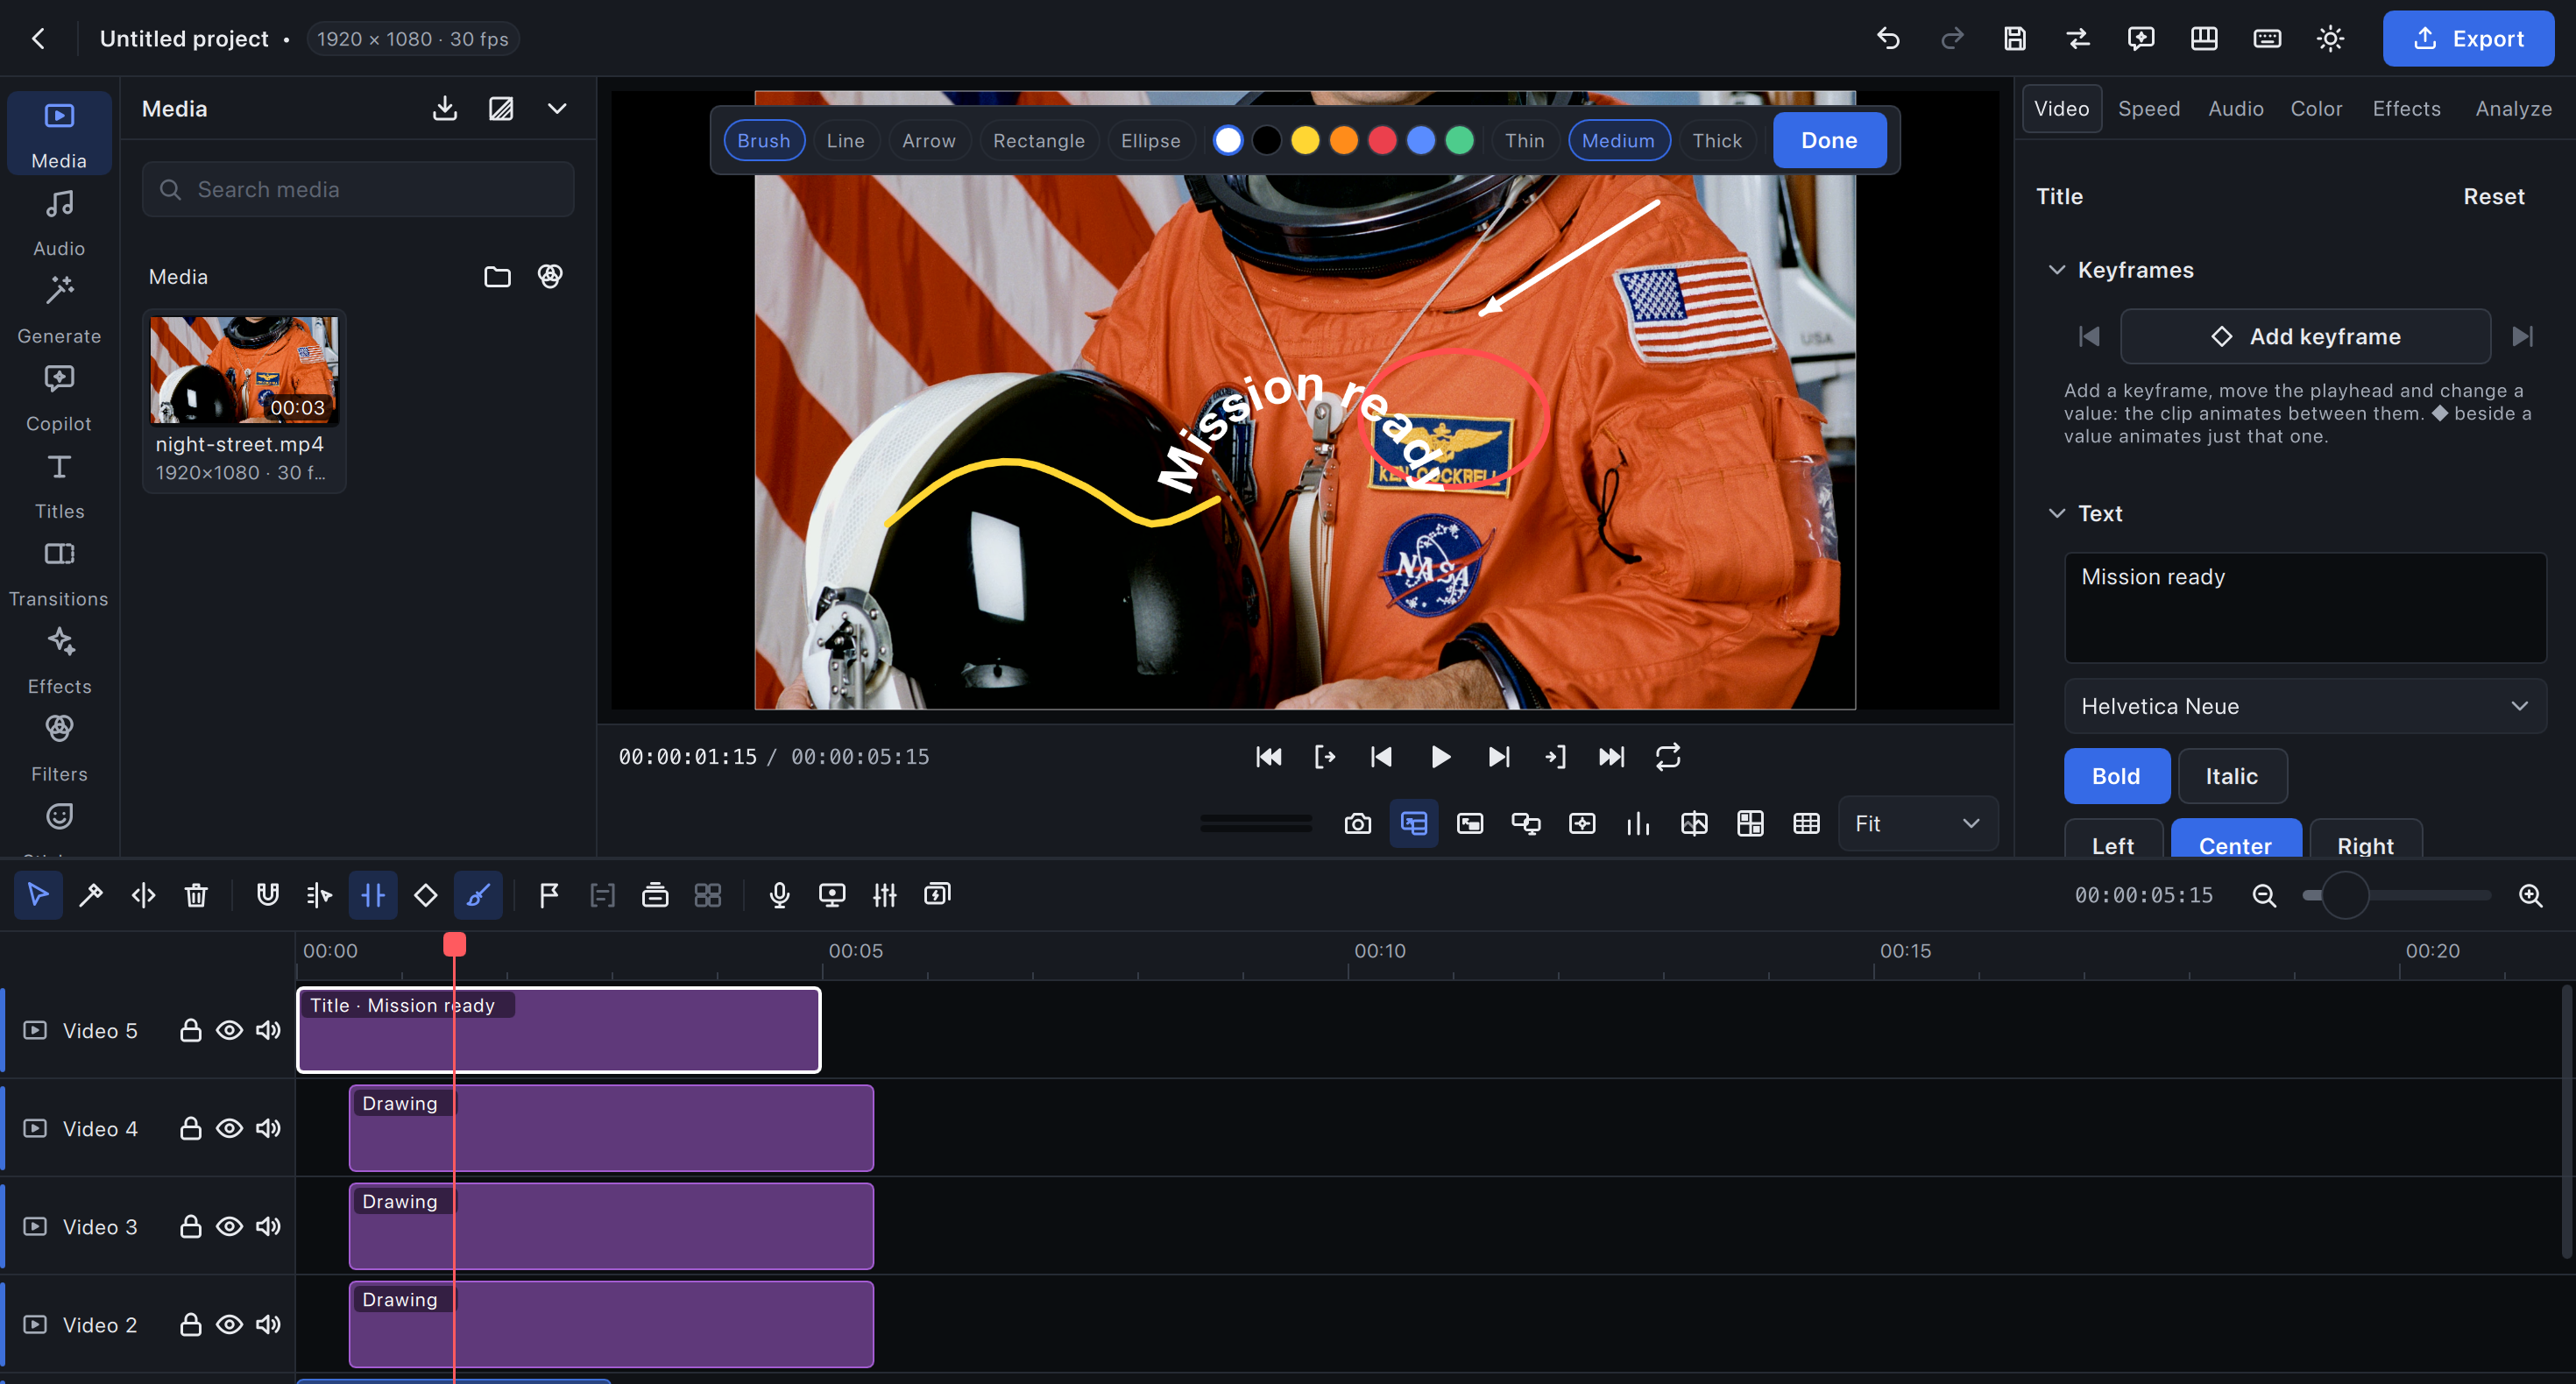 Untitled project •
1920 × 1080 · 30 fps
Export
Media
Audio
Generate
Copilot
Titles
Transitions
Effects
Filters
Media
Search media
Media
00:03
night-street.mp4
1920×1080 · 30 f...
Brush
Line
Arrow
Rectangle
Ellipse
Thin
Medium
Thick
Done
USA
Mission ready
KEN COCKRELL
NASA
00:00:01:15 / 00:00:05:15
Fit
Video
Speed
Audio
Color
Effects
Analyze
Title
Reset
Keyframes
Add keyframe
Add a keyframe, move the playhead and change a
value: the clip animates between them. ◆ beside a
value animates just that one.
Text
Mission ready
Helvetica Neue
Bold
Italic
Left
Center
Right
00:00:05:15
00:00
00:05
00:10
00:15
00:20
Video 5
Title · Mission ready
Video 4
Drawing
Video 3
Drawing
Video 2
Drawing